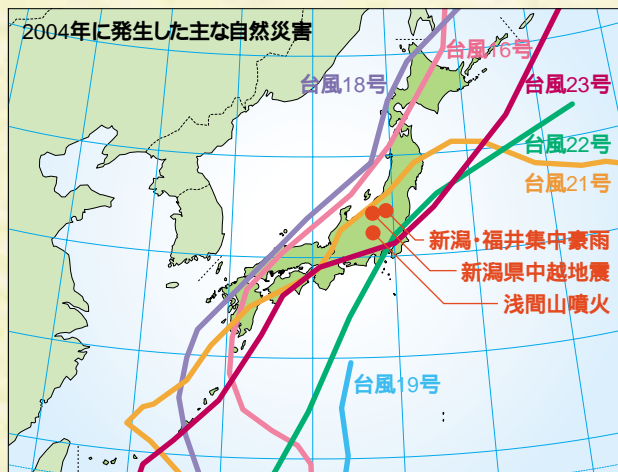 2004年に発生した主な自然災害
台風16号
台風18号
台風23号
台風22号
台風21号
新潟・福井集中豪雨
新潟県中越地震
浅間山噴火
台風19号